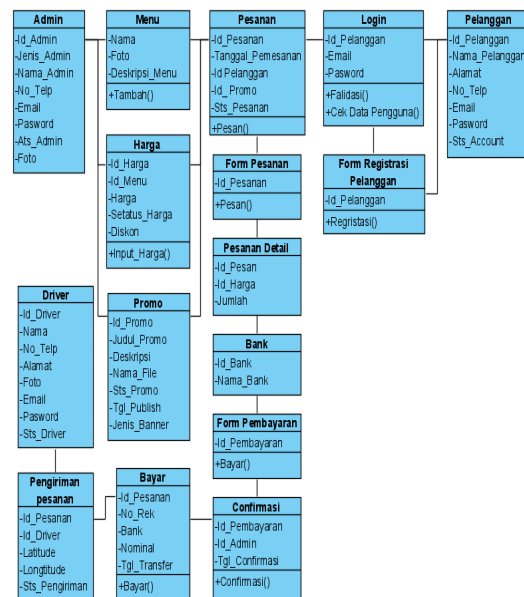 Admin
-Id_Admin
-Jenis_Admin
-Nama_Admin
-No_Telp
-Email
-Pasword
-Ats_Admin
-Foto
Menu
-Nama
-Foto
-Deskripsi_Menu
+Tambah()
Pesanan
-Id_Pesanan
-Tanggal_Pemesanan
-Id Pelanggan
-Id_Promo
-Sts_Pesanan
+Pesan()
Login
-Id_Pelanggan
-Email
-Pasword
+Falidasi()
+Cek Data Pengguna()
Pelanggan
-Id_Pelanggan
-Nama_Pelanggan
-Alamat
-No_Telp
-Email
-Pasword
-Sts_Account
Harga
-Id_Harga
-Id_Menu
-Harga
-Setatus_Harga
-Diskon
+Input_Harga()
Form Pesanan
-Id_Pesanan
+Pesan()
Form Registrasi
Pelanggan
-Id_Pelanggan
+Regristasi()
Pesanan Detail
-Id_Pesan
-Id_Harga
-Jumlah
Driver
-Id_Driver
-Nama
-No_Telp
-Alamat
-Foto
-Email
-Pasword
-Sts_Driver
Promo
-Id_Promo
-Judul_Promo
-Deskripsi
-Nama_File
-Sts_Promo
-Tgl_Publish
-Jenis_Banner
Bank
-Id_Bank
-Nama_Bank
Form Pembayaran
-Id_Pembayaran
+Bayar()
Pengiriman
pesanan
-Id_Pesanan
-Id_Driver
-Latitude
-Longtitude
-Sts_Pengiriman
Bayar
-Id_Pesanan
-No_Rek
-Bank
-Nominal
-Tgl_Transfer
+Bayar()
Confirmasi
-Id_Pembayaran
-Id_Admin
-Tgl_Confirmasi
+Confirmasi()